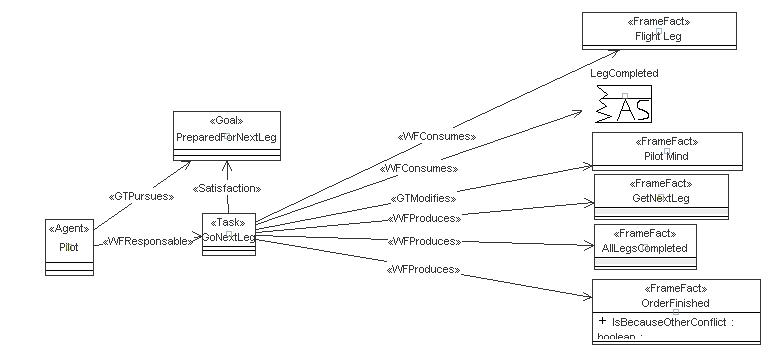 «FrameFact»
Flight Leg
LegCompleted
AS
«Goal»
PreparedForNextLeg
«WFConsumes»
«FrameFact»
Pilot Mind
«WFConsumes»
«GTPursues»
«Satisfaction»
«GTModifies»
«FrameFact»
GetNextLeg
«Agent»
Pilot
«WFResponsable»
«Task»
GoNextLeg
«WFProduces»
«FrameFact»
AllLegsCompleted
«WFProduces»
«WFProduces»
«FrameFact»
OrderFinished
+ IsBecauseOtherConflict :
boolean :